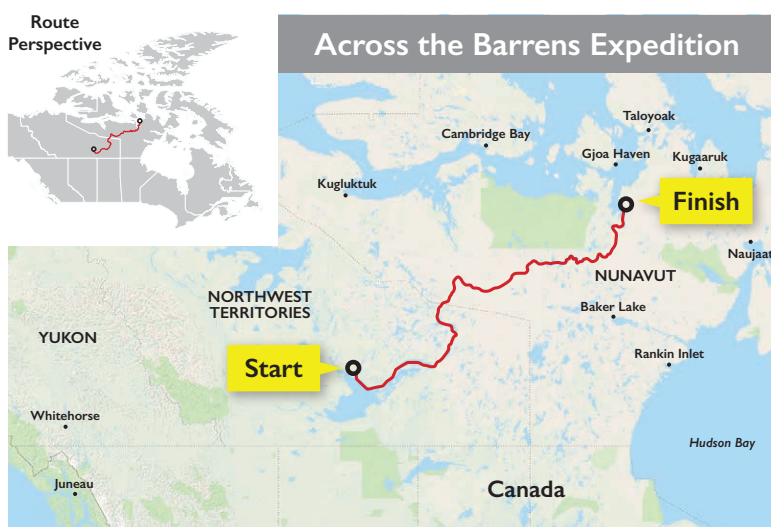 Route
Perspective
Across the Barrens Expedition
Taloyoak
Cambridge Bay
Gjoa Haven
Kugaaruk
Kugluktuk
Finish
Naujaat
NUNAVUT
NORTHWEST
TERRITORIES
Baker Lake
YUKON
Start
Rankin Inlet
Whitehorse
Hudson Bay
Juneau
Canada